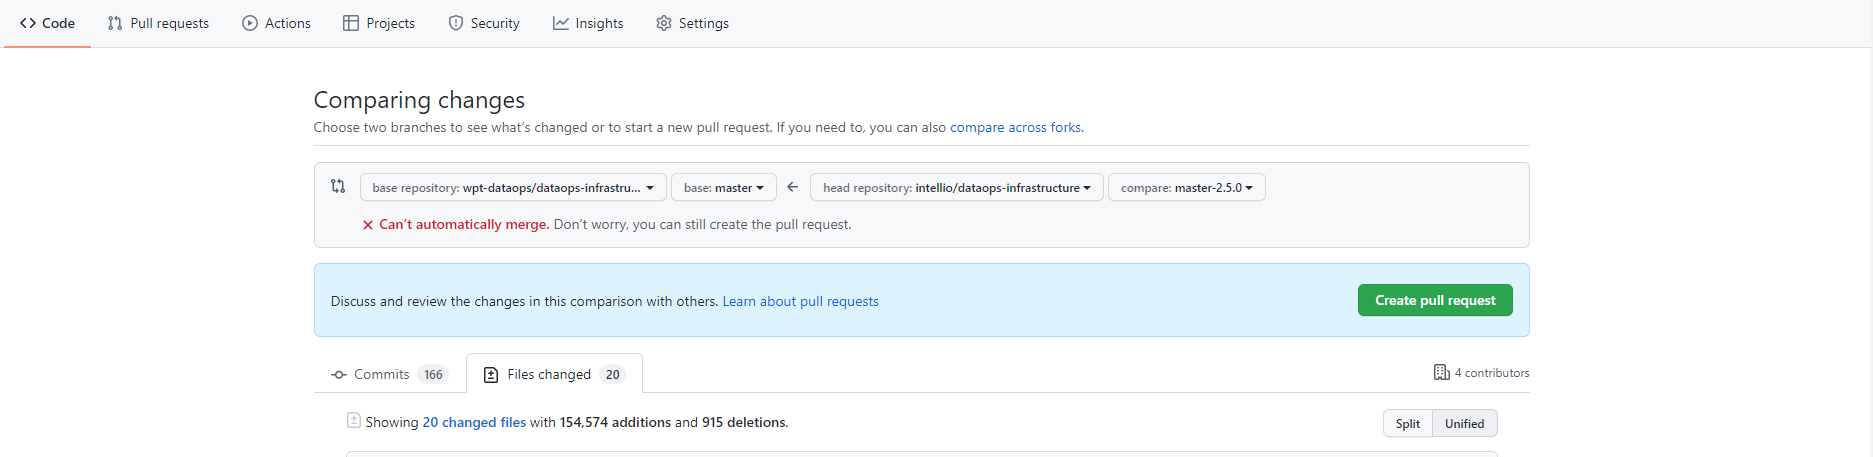 Code Pull requests Actions Projects Security Insights Settings
Comparing changes
Choose two branches to see what's changed or to start a new pull request. If you need to, you can also compare across forks.
base repository: wpt-dataops/dataops-infrastru... base: master head repository: intellio/dataops-infrastructure compare: master-2.5.0
Can't automatically merge. Don't worry, you can still create the pull request.
Discuss and review the changes in this comparison with others. Learn about pull requests Create pull request
Commits 166 Files changed 20 4 contributors
Showing 20 changed files with 154,574 additions and 915 deletions. Split Unified